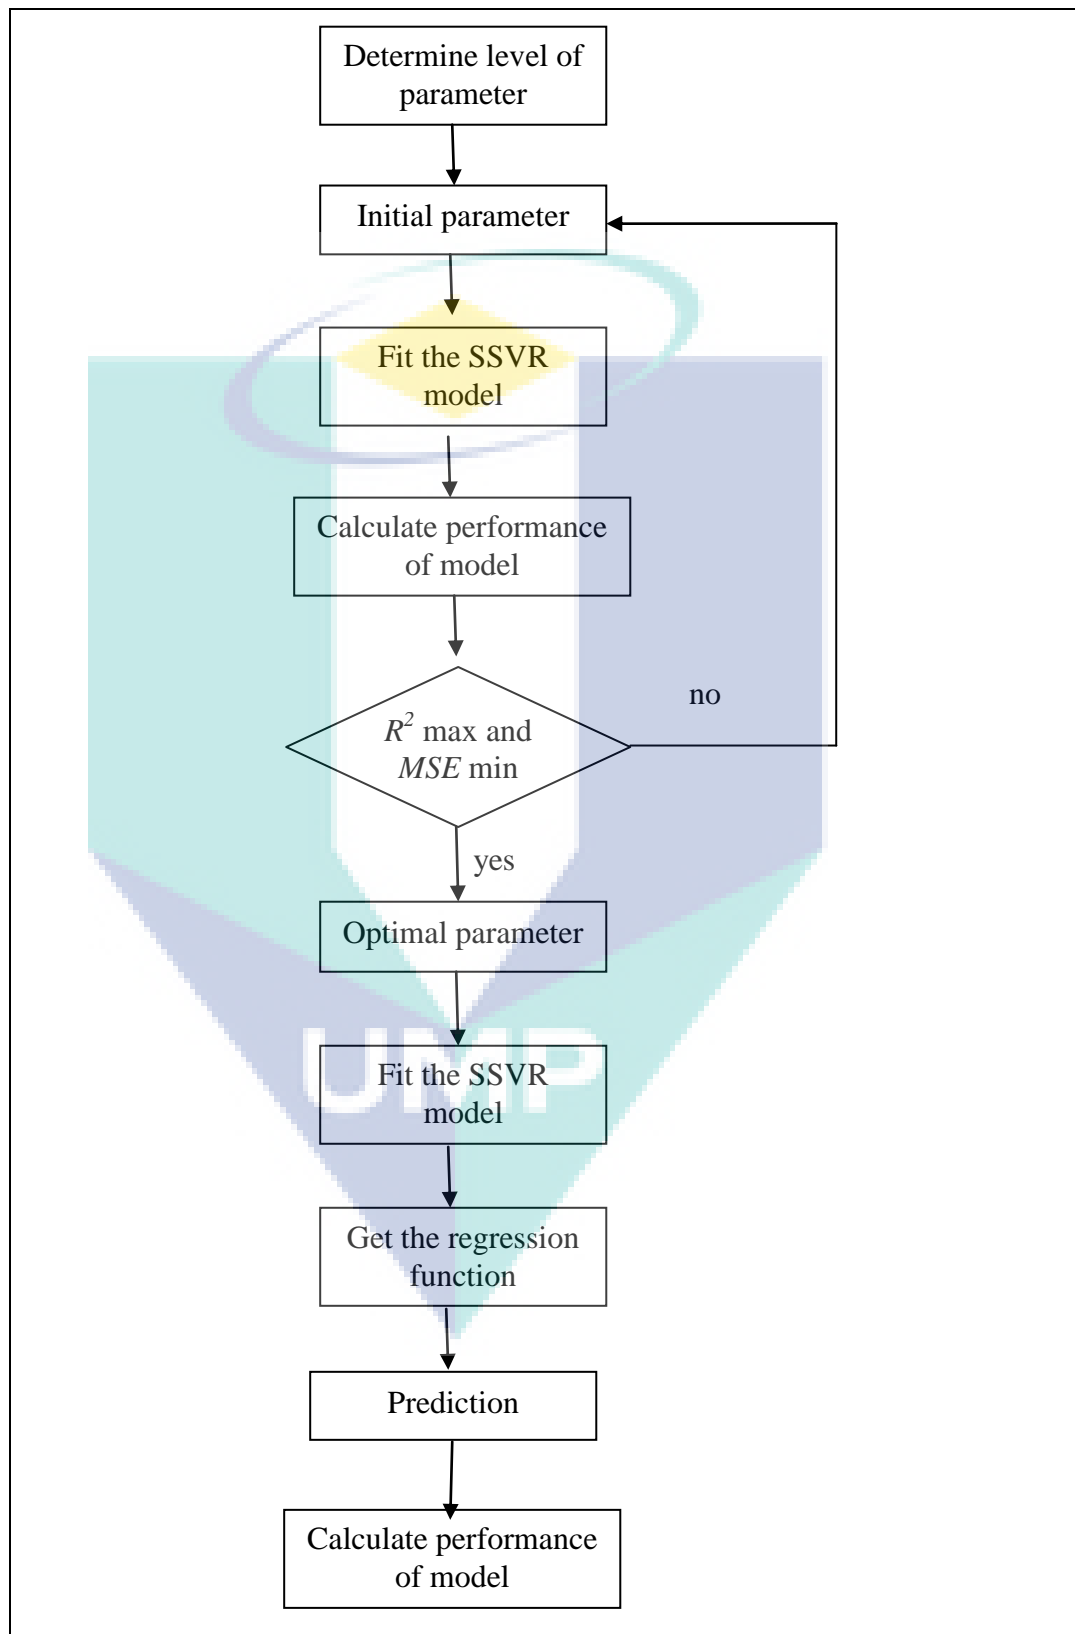 Determine level of
parameter
Initial parameter
Fit the SSVR
model
Calculate performance
of model
R² max and
MSE min
no
yes
Optimal parameter
UMP
Fit the SSVR
model
Get the regression
function
Prediction
Calculate performance
of model